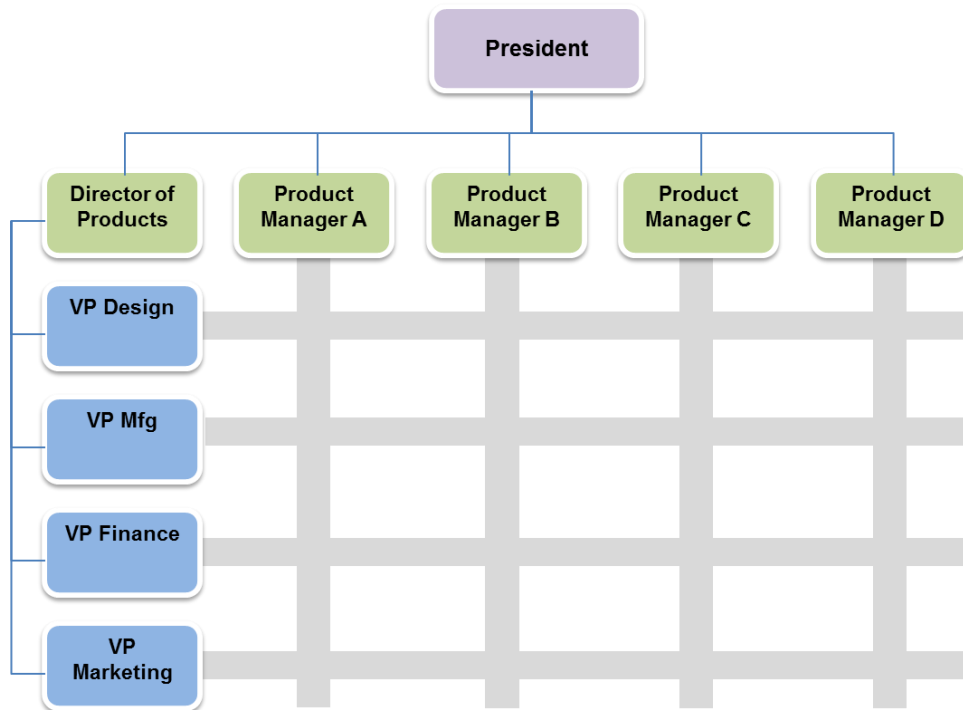 President
Director of
Products
Product
Manager A
Product
Manager B
Product
Manager C
Product
Manager D
VP Design
VP Mfg
VP Finance
VP
Marketing